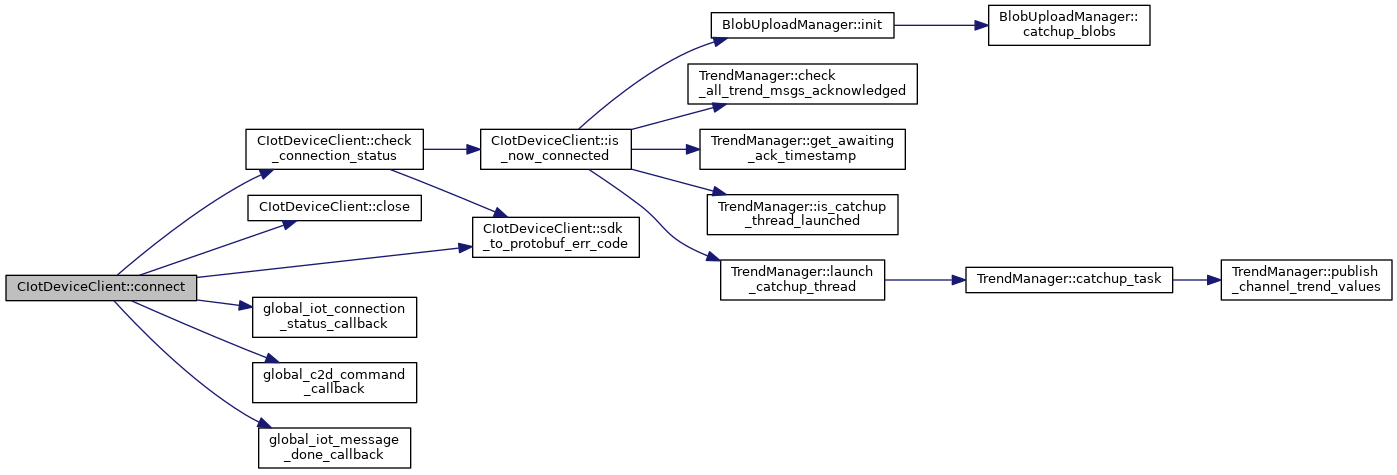 CIotDeviceClient::connect
CIotDeviceClient::check
_connection_status
CIotDeviceClient::close
CIotDeviceClient::sdk
_to_protobuf_err_code
global_iot_connection
_status_callback
global_c2d_command
_callback
global_iot_message
_done_callback
CIotDeviceClient::is
_now_connected
BlobUploadManager::init
BlobUploadManager::
catchup_blobs
TrendManager::check
_all_trend_msgs_acknowledged
TrendManager::get_awaiting
_ack_timestamp
TrendManager::is_catchup
_thread_launched
TrendManager::launch
_catchup_thread
TrendManager::catchup_task
TrendManager::publish
_channel_trend_values